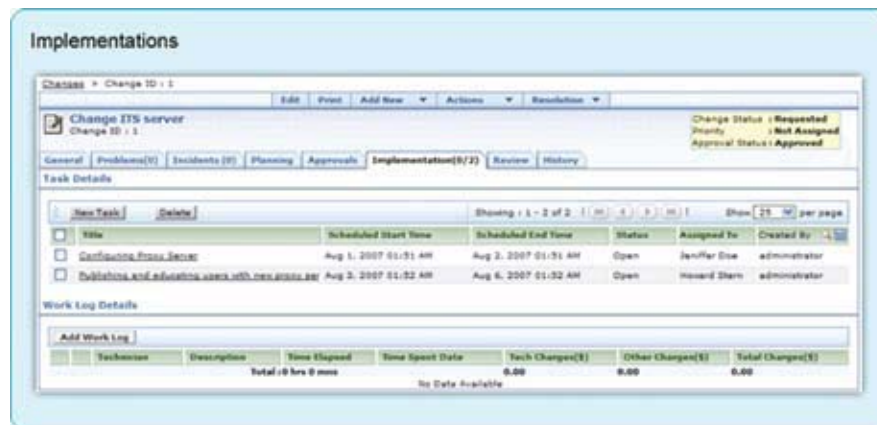 Implementations
Changes > Change ID : 1
Edit Print Add New Actions Resolution
Change ITS server
Change ID : 1
Change Status : Requested
Priority : Not Assigned
Approval Status : Approved
General Problems(0) Incidents (0) Planning Approvals Implementation(0/2) Review History
Task Details
New Task Delete Showing : 1 - 2 of 2 Show 25 per page
Title Scheduled Start Time Scheduled End Time Status Assigned To Created By
Configuring Proxy Server Aug 1, 2007 01:51 AM Aug 2, 2007 01:51 AM Open Jeniffer Doe administrator
Publishing and educating users with new proxy ser Aug 3, 2007 01:52 AM Aug 6, 2007 01:52 AM Open Howard Stern administrator
Work Log Details
Add Work Log
Technician Description Time Elapsed Time Spent Date Tech Charges($) Other Charges($) Total Charges($)
Total :0 hrs 0 mns 0.00 0.00 0.00
No Data Available